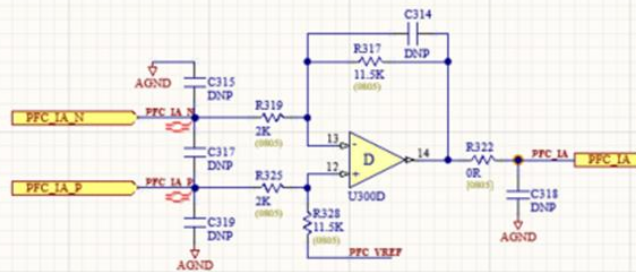 C314
DNP
R317
11.5K
(0805)
C315
DNP
AGND
PFC_IA_N
PFC_IA_N
R319
2K
(0805)
C317
DNP
13
-
D
14
12
+
U300D
R322
0R
(0805)
PFC_IA
PFC_IA
PFC_IA_P
PFC_IA_P
R325
2K
(0805)
R328
11.5K
(0805)
C318
DNP
C319
DNP
AGND
AGND
PFC_VREF